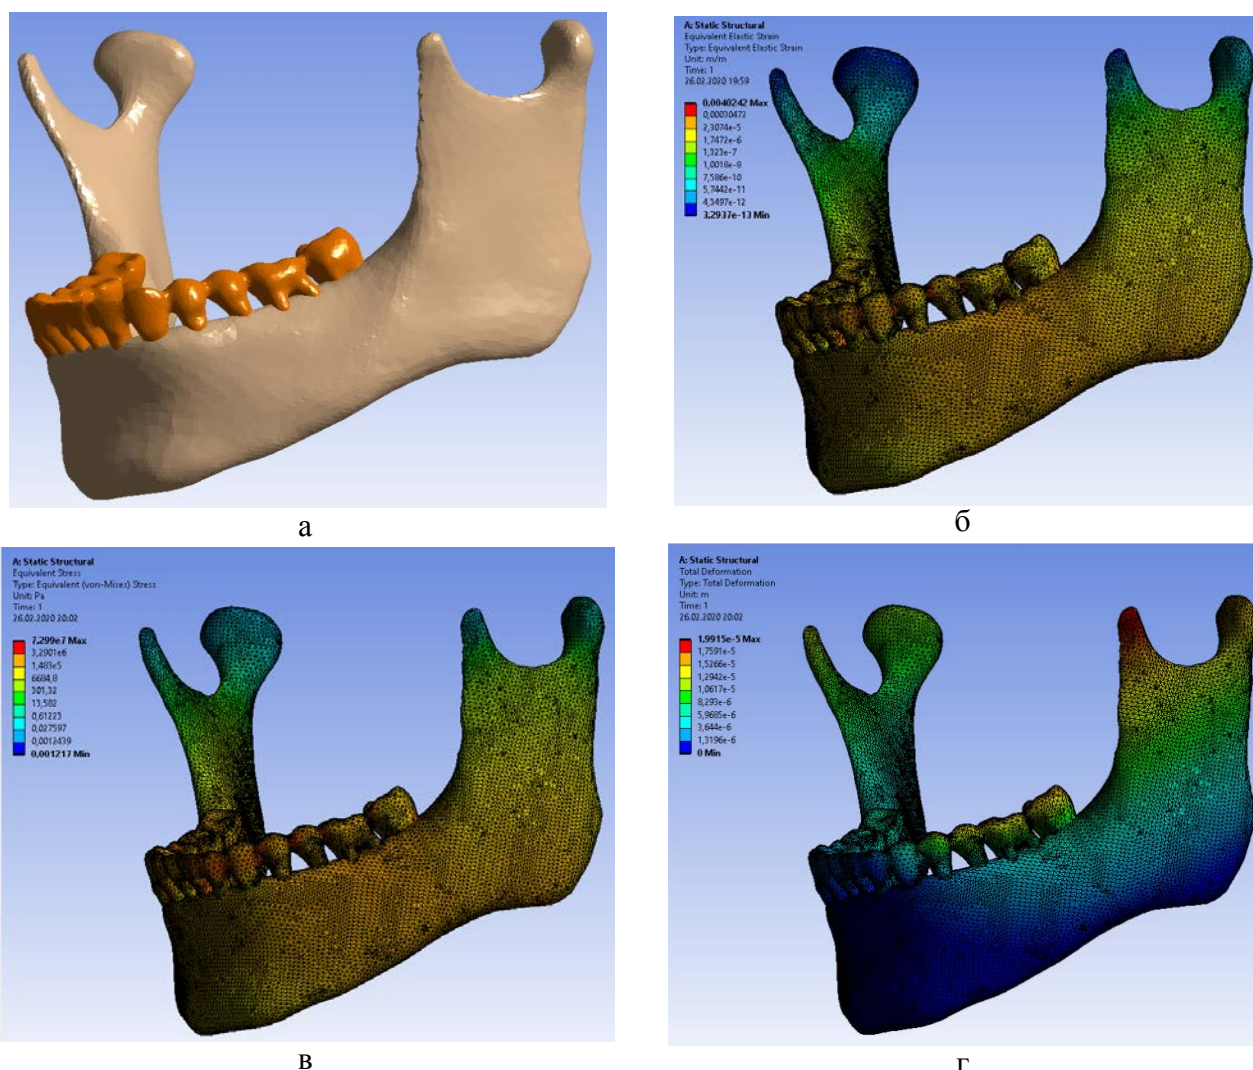 A: Static Structural
Equivalent Elastic Strain
Type: Equivalent Elastic Strain
Unit: m/m
Time: 1
26.02.2020 19:59
0,0040242 Max
0,00030472
2,3074e-5
1,7472e-6
1,323e-7
1,0018e-8
7,586e-10
5,7442e-11
4,3497e-12
3,2937e-13 Min
а
б
A: Static Structural
Equivalent Stress
Type: Equivalent (von-Mises) Stress
Unit: Pa
Time: 1
26.02.2020 20:02
7,299e7 Max
3,2901e6
1,483e5
6684,8
301,32
13,582
0,61223
0,027597
0,0012439
0,001217 Min
A: Static Structural
Total Deformation
Type: Total Deformation
Unit: m
Time: 1
26.02.2020 20:02
1,9915e-5 Max
1,7591e-5
1,5266e-5
1,2942e-5
1,0617e-5
8,293e-6
5,9685e-6
3,644e-6
1,3196e-6
0 Min
в
г